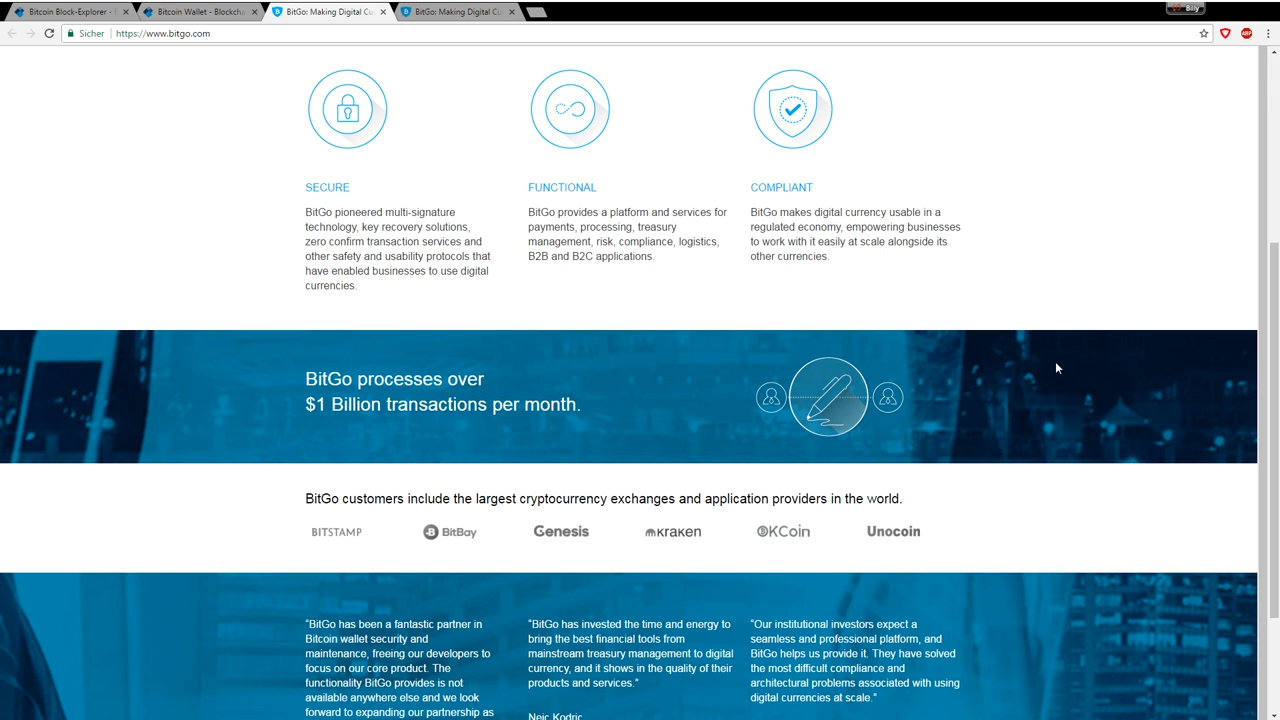 Bitcoin Block-Explorer -
Bitcoin Wallet - Blockcha
BitGo: Making Digital Cu
BitGo: Making Digital Cu
Billy
Sicher
https://www.bitgo.com
ABP
SECURE
BitGo pioneered multi-signature
technology, key recovery solutions,
zero confirm transaction services and
other safety and usability protocols that
have enabled businesses to use digital
currencies.
FUNCTIONAL
BitGo provides a platform and services for
payments, processing, treasury
management, risk, compliance, logistics,
B2B and B2C applications.
COMPLIANT
BitGo makes digital currency usable in a
regulated economy, empowering businesses
to work with it easily at scale alongside its
other currencies.
BitGo processes over
$1 Billion transactions per month.
BitGo customers include the largest cryptocurrency exchanges and application providers in the world.
BITSTAMP
BitBay
Genesis
kraken
OKCoin
Unocoin
“BitGo has been a fantastic partner in
Bitcoin wallet security and
maintenance, freeing our developers to
focus on our core product. The
functionality BitGo provides is not
available anywhere else and we look
forward to expanding our partnership as
“BitGo has invested the time and energy to
bring the best financial tools from
mainstream treasury management to digital
currency, and it shows in the quality of their
products and services.”
Nejc Kodric
“Our institutional investors expect a
seamless and professional platform, and
BitGo helps us provide it. They have solved
the most difficult compliance and
architectural problems associated with using
digital currencies at scale.”